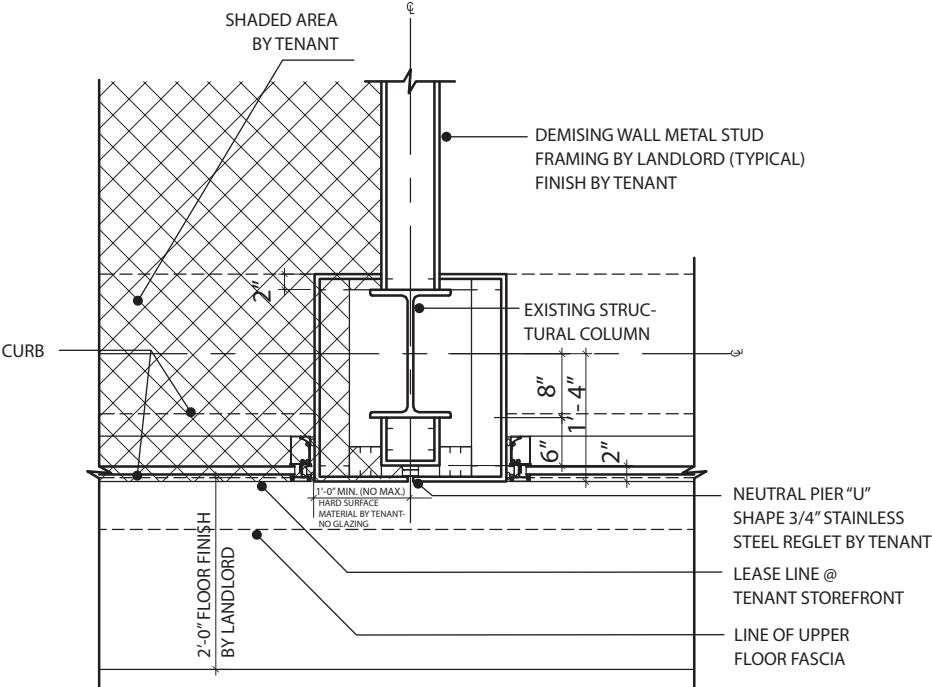 ℄
SHADED AREA
BY TENANT
DEMISING WALL METAL STUD
FRAMING BY LANDLORD (TYPICAL)
FINISH BY TENANT
2"
EXISTING STRUC-
TURAL COLUMN
CURB
℄
8"
1'-4"
6"
2"
1'-0" MIN. (NO MAX.)
HARD SURFACE
MATERIAL BY TENANT-
NO GLAZING
NEUTRAL PIER "U"
SHAPE 3/4" STAINLESS
STEEL REGLET BY TENANT
2'-0" FLOOR FINISH
BY LANDLORD
LEASE LINE @
TENANT STOREFRONT
LINE OF UPPER
FLOOR FASCIA